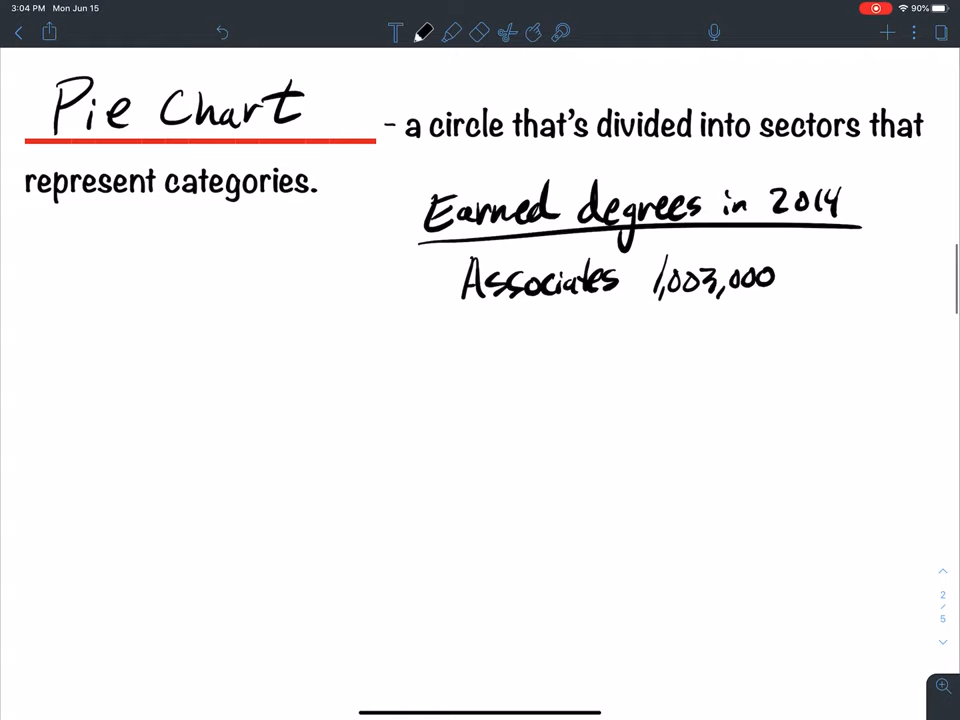 3:04 PM Mon Jun 15
90%
Pie Chart - a circle that's divided into sectors that
represent categories.
Earned degrees in 2014
Associates 1,003,000
2
/
5